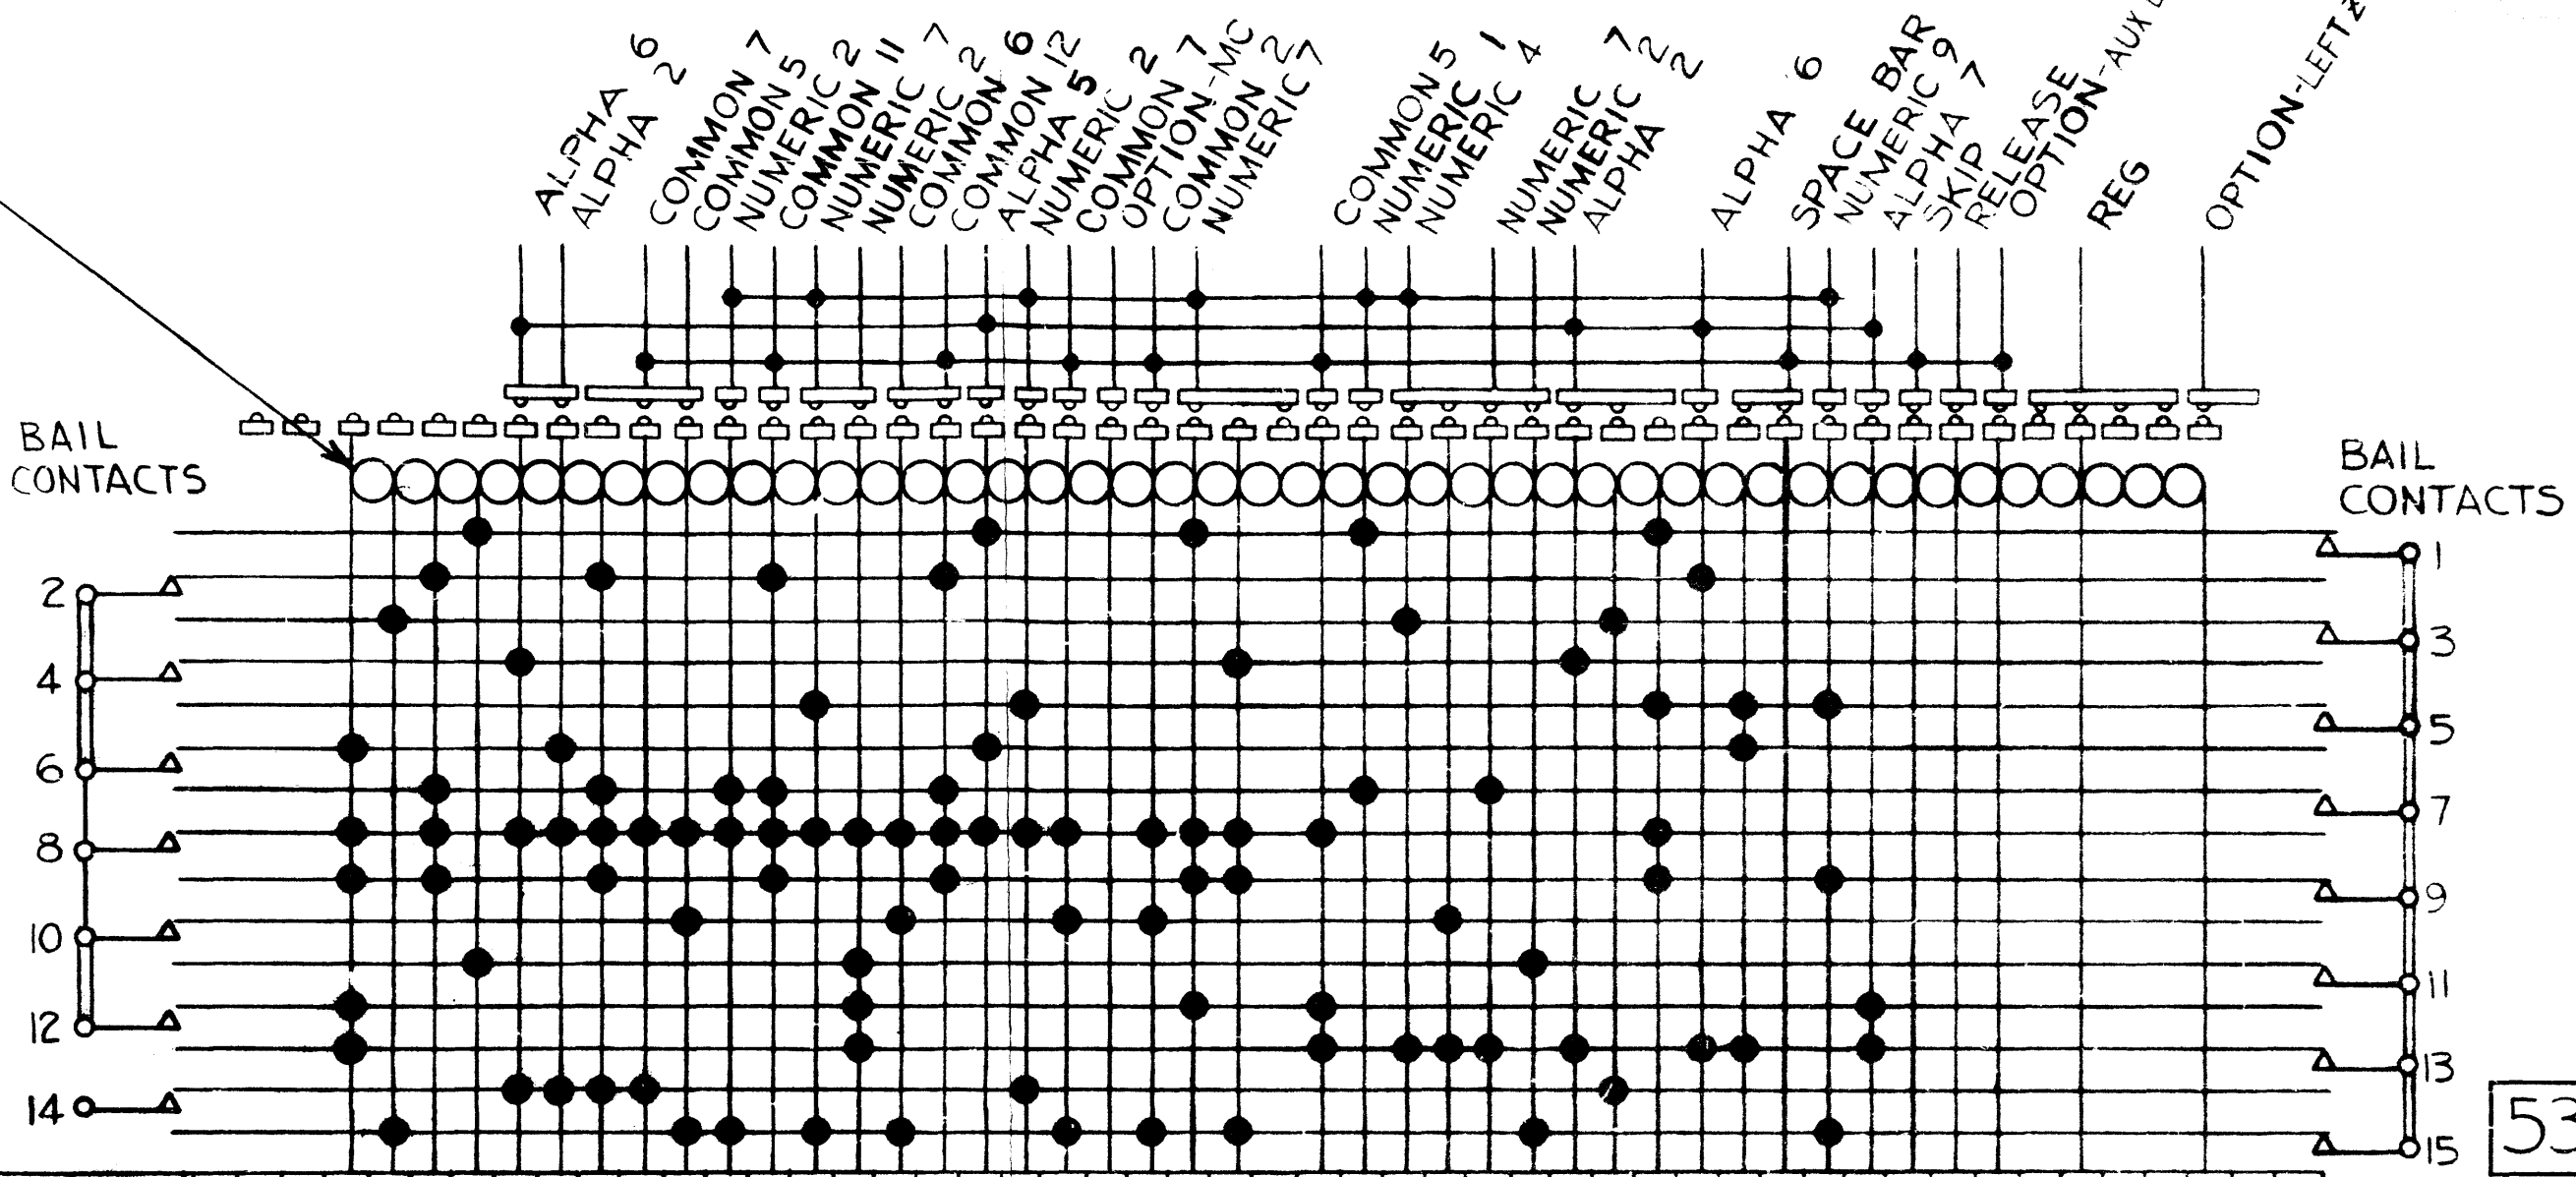 ALPHA 6
ALPHA 2
COMMON 7
COMMON 5
NUMERIC 2
COMMON 11
NUMERIC 7
NUMERIC 2
COMMON 6
COMMON 12
ALPHA 5
NUMERIC 2
COMMON 7
OPTION-MC
COMMON 2
NUMERIC 7
COMMON 5
NUMERIC 1
NUMERIC 4
NUMERIC 7
NUMERIC 2
ALPHA 2
ALPHA 6
SPACE BAR
NUMERIC 9
ALPHA 7
SKIP
RELEASE
OPTION-AUX
REG
OPTION-LEFT Z
BAIL
CONTACTS
BAIL
CONTACTS
1
2
3
4
5
6
7
8
9
10
11
12
13
14
15
53